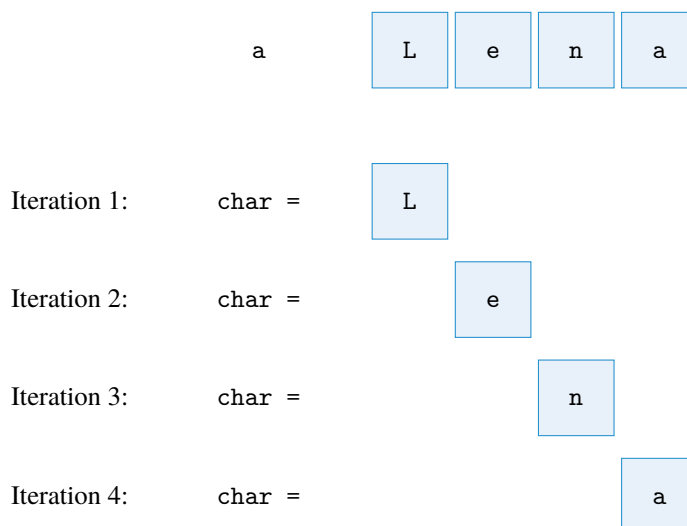 a L e n a
Iteration 1: char = L
Iteration 2: char = e
Iteration 3: char = n
Iteration 4: char = a